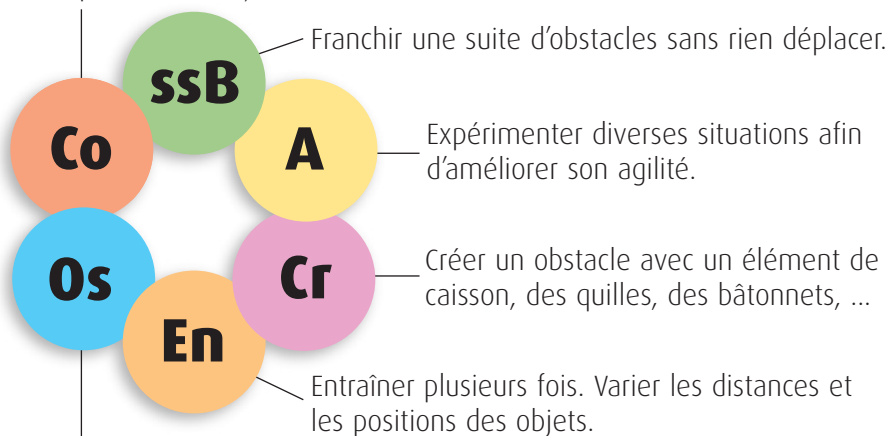 Franchir une suite d'obstacles sans rien déplacer.
ssB
Co
A
Expérimenter diverses situations afin
d'améliorer son agilité.
Os
Cr
Créer un obstacle avec un élément de
caisson, des quilles, des bâtonnets, ...
En
Entraîner plusieurs fois. Varier les distances et
les positions des objets.